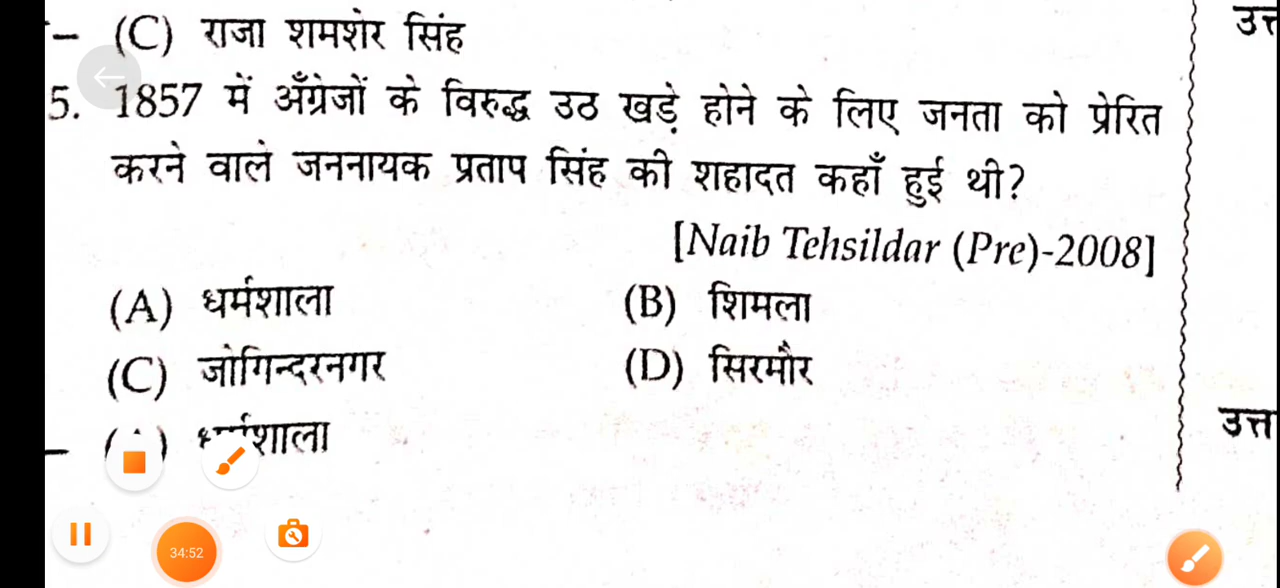 – (C) राजा शमशेर सिंह
5. 1857 में अँग्रेजों के विरुद्ध उठ खड़े होने के लिए जनता को प्रेरित
करने वाले जननायक प्रताप सिंह की शहादत कहाँ हुई थी?
[Naib Tehsildar (Pre)-2008]
(A) धर्मशाला (B) शिमला
(C) जोगिन्दरनगर (D) सिरमौर
34:52